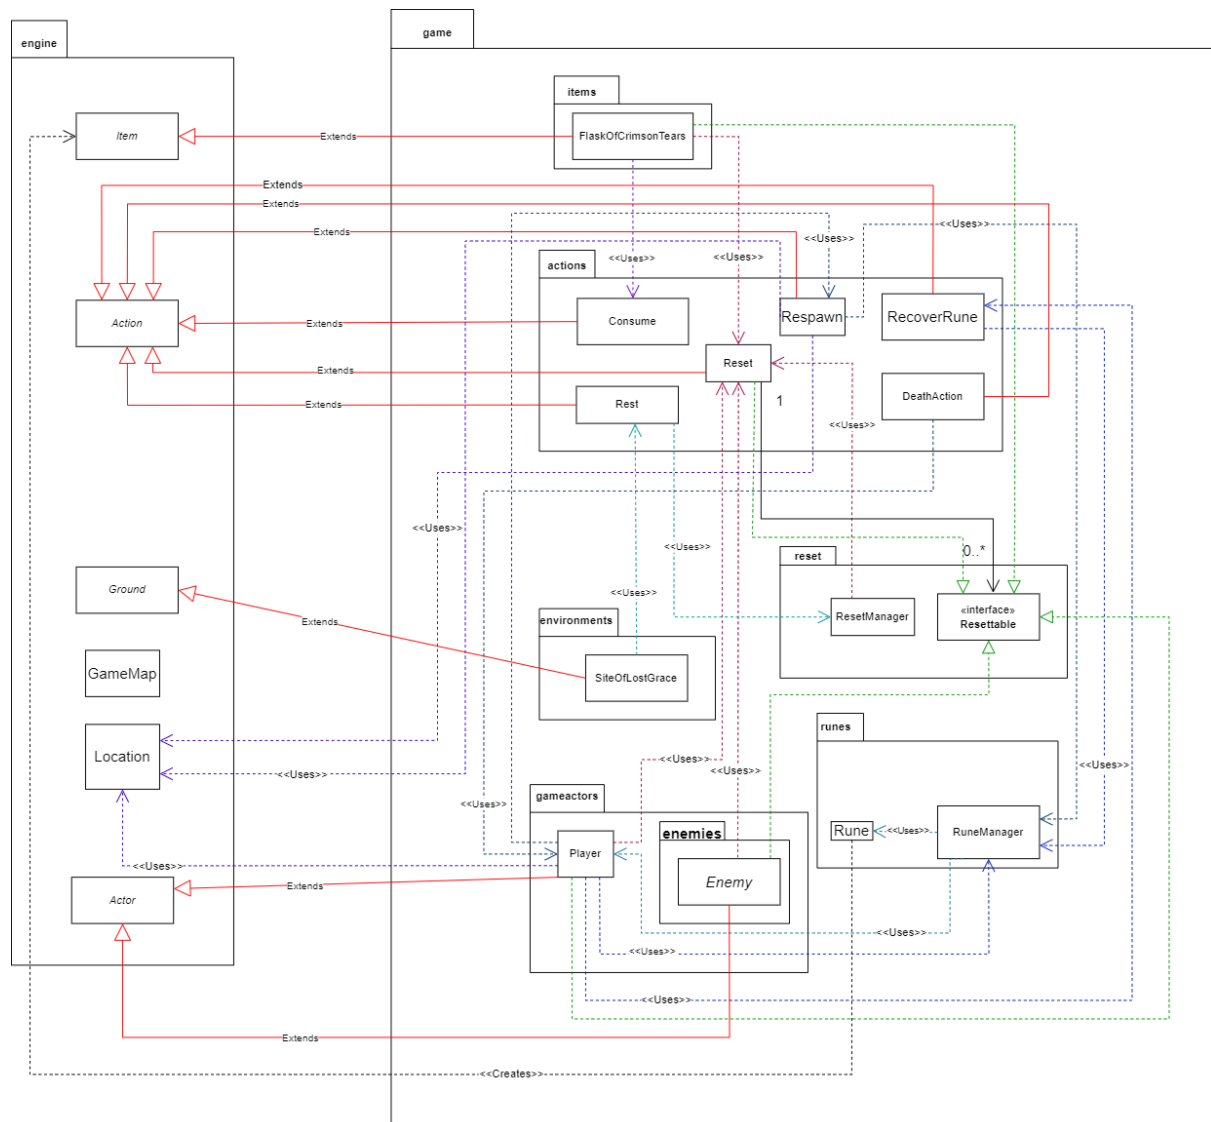 game
engine
items
Item
Extends
FlaskOfCrimsonTears
Extends
Extends
<<Uses>>
Extends
<<Uses>>
<<Uses>>
<<Uses>>
actions
Action
Extends
Consume
Respawn
RecoverRune
Reset
Extends
Rest
Extends
1
DeathAction
<<Uses>>
<<Uses>>
<<Uses>>
0..*
reset
Ground
<<Uses>>
«interface»
Resettable
ResetManager
environments
Extends
SiteOfLostGrace
GameMap
runes
Location
<<Uses>>
<<Uses>>
<<Uses>>
<<Uses>>
gameactors
<<Uses>>
enemies
Rune
<<Uses>>
RuneManager
Player
<<Uses>>
Enemy
Extends
Actor
<<Uses>>
<<Uses>>
<<Uses>>
Extends
<<Creates>>